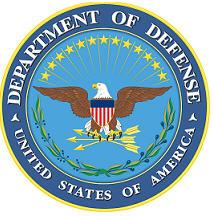 DEPARTMENT OF DEFENSE
UNITED STATES OF AMERICA